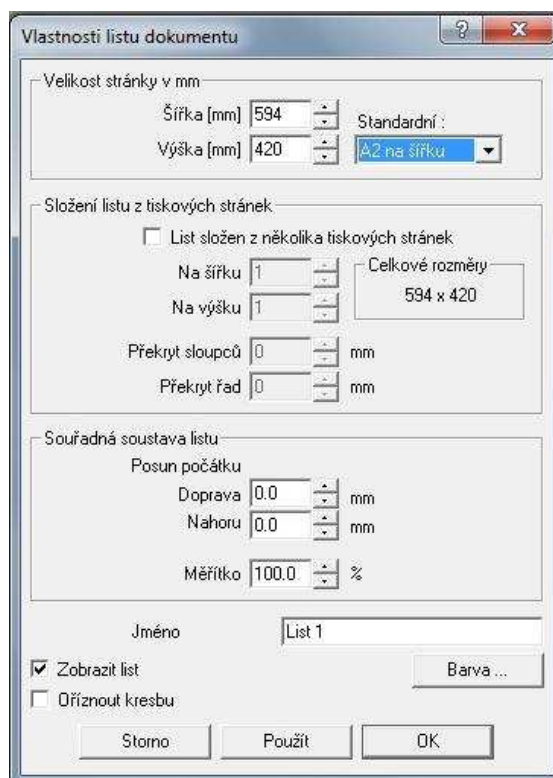 Vlastnosti listu dokumentu
Velikost stránky v mm
Šířka [mm] 594
Standardní :
Výška [mm] 420
A2 na šířku
Složení listu z tiskových stránek
List složen z několika tiskových stránek
Na šířku 1
Celkové rozměry
594 x 420
Na výšku 1
Překryt sloupců 0 mm
Překryt řad 0 mm
Souřadná soustava listu
Posun počátku
Doprava 0.0 mm
Nahoru 0.0 mm
Měřítko 100.0 %
Jméno List 1
Zobrazit list
Barva ...
Oříznout kresbu
Storno Použít OK